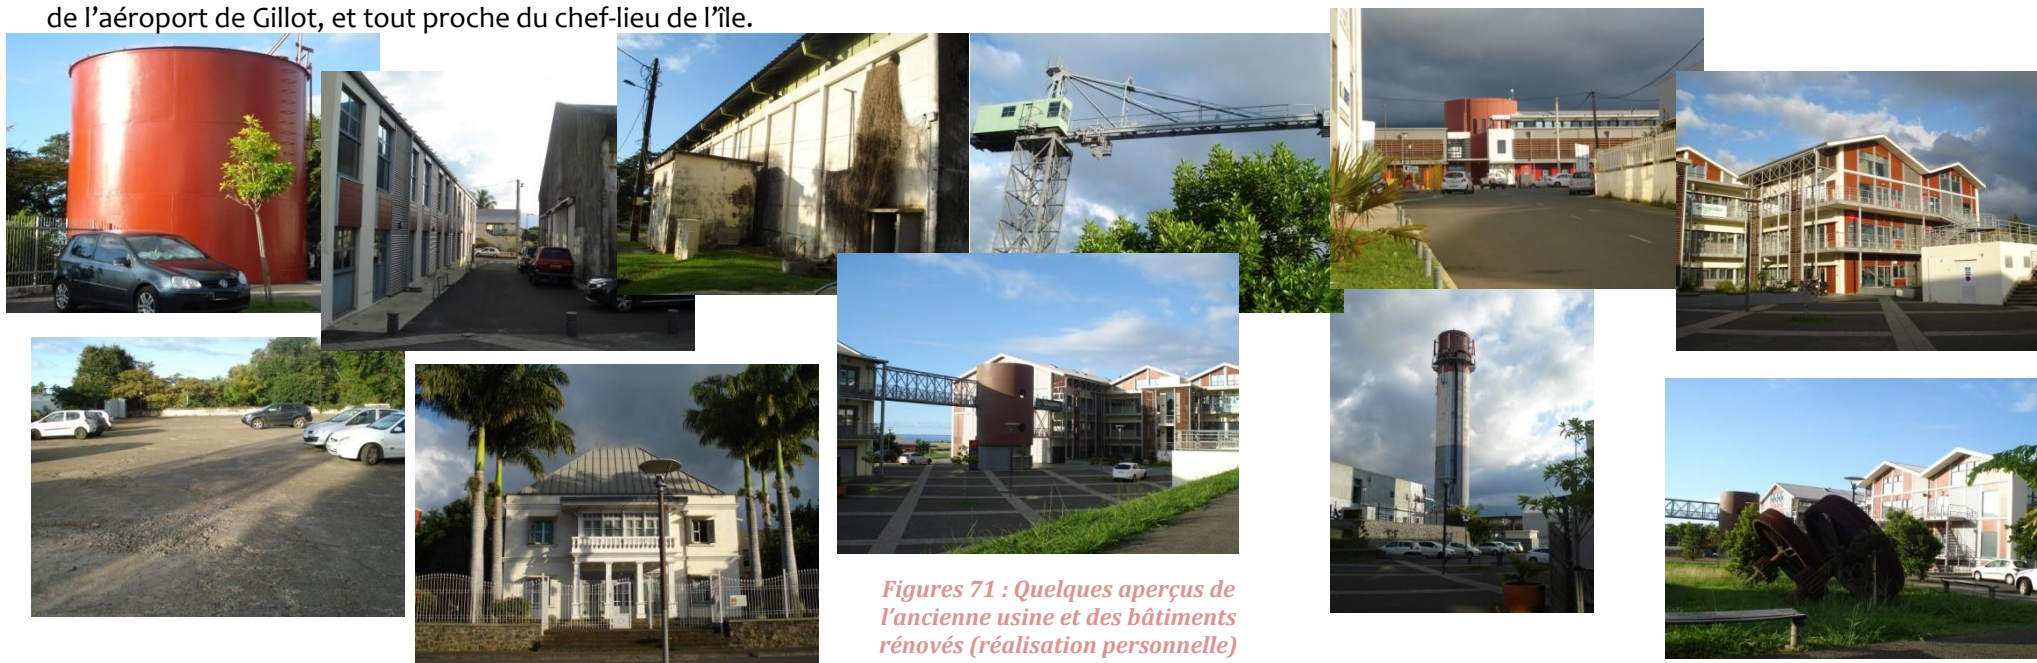 de l’aéroport de Gillot, et tout proche du chef-lieu de l’île.
Figures 71 : Quelques aperçus de
l’ancienne usine et des bâtiments
rénovés (réalisation personnelle)